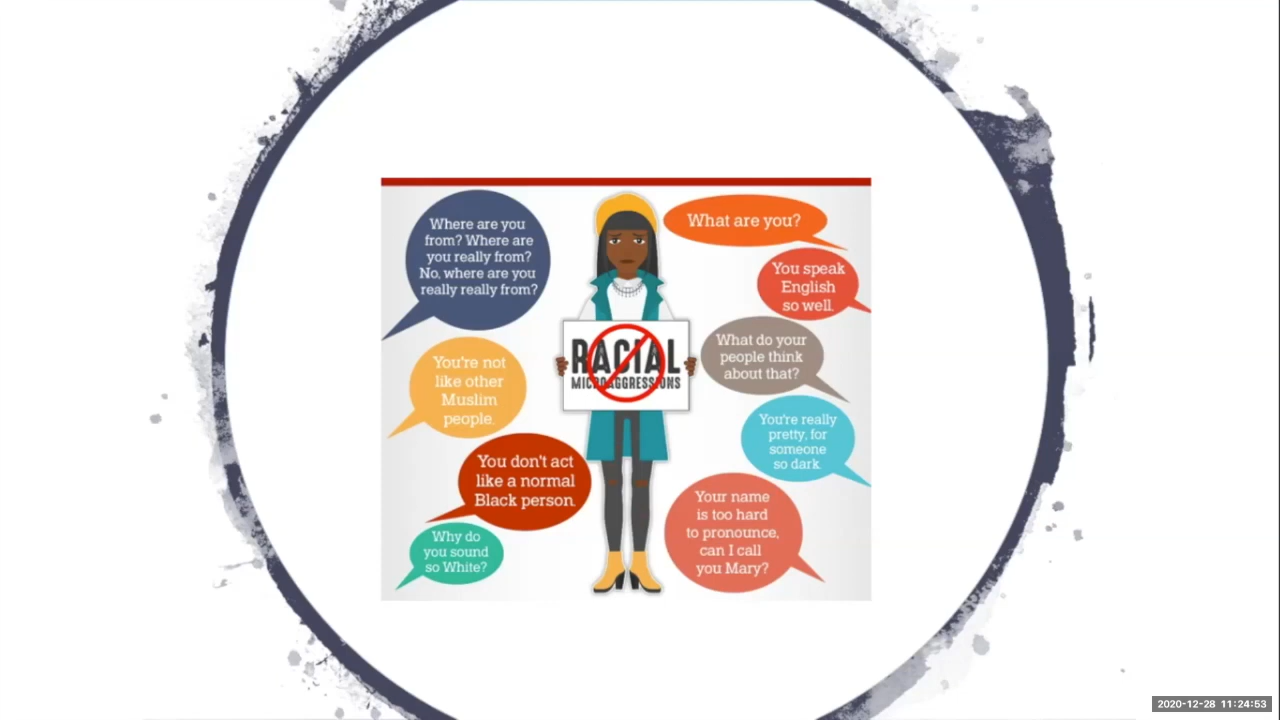 Where are you
from? Where are
you really from?
No, where are you
really really from?
You're not
like other
Muslim
people.
You don't act
like a normal
Black person.
Why do
you sound
so White?
RACIAL
MICROAGGRESSIONS
What are you?
You speak
English
so well.
What do your
people think
about that?
You're really
pretty, for
someone
so dark.
Your name
is too hard
to pronounce,
can I call
you Mary?
2020-12-28 11:24:53